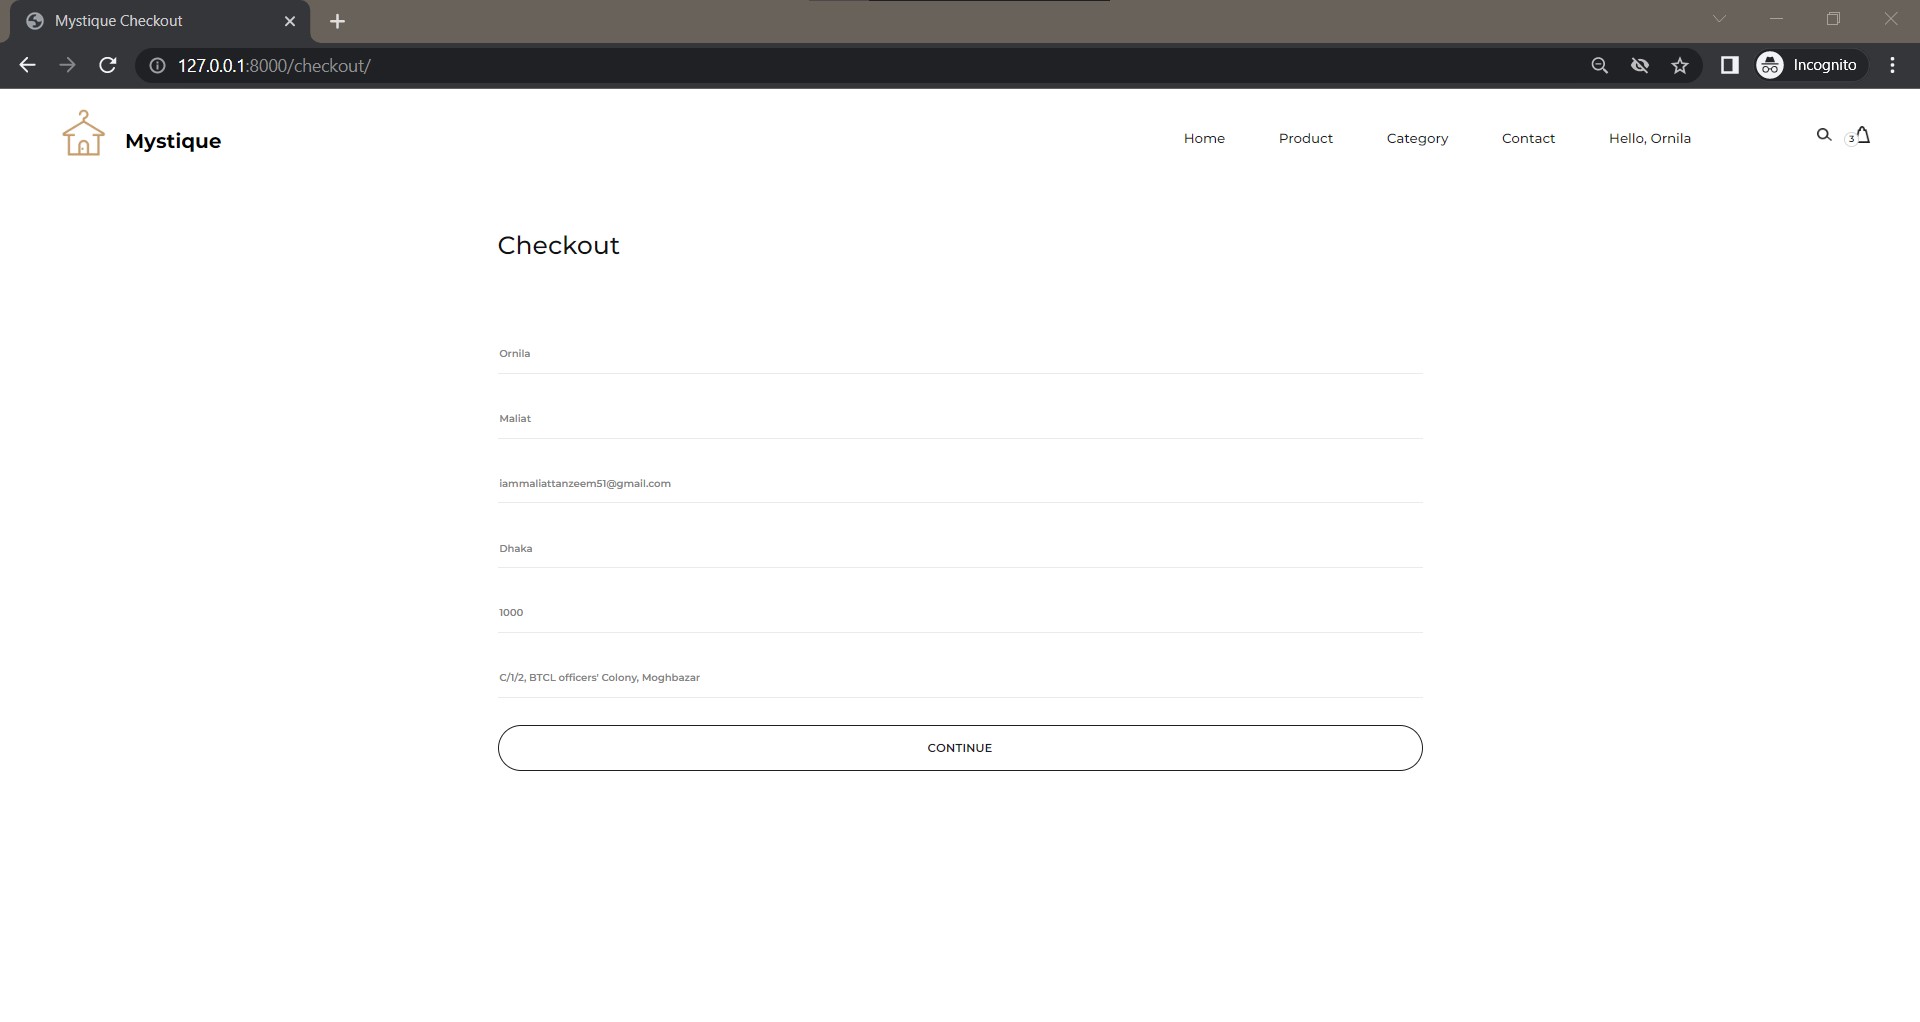 Mystique Checkout
127.0.0.1:8000/checkout/
Incognito
Mystique
Home
Product
Category
Contact
Hello, Ornila
3
Checkout
Ornila
Maliat
iammaliattanzeem51@gmail.com
Dhaka
1000
C/1/2, BTCL officers' Colony, Moghbazar
CONTINUE